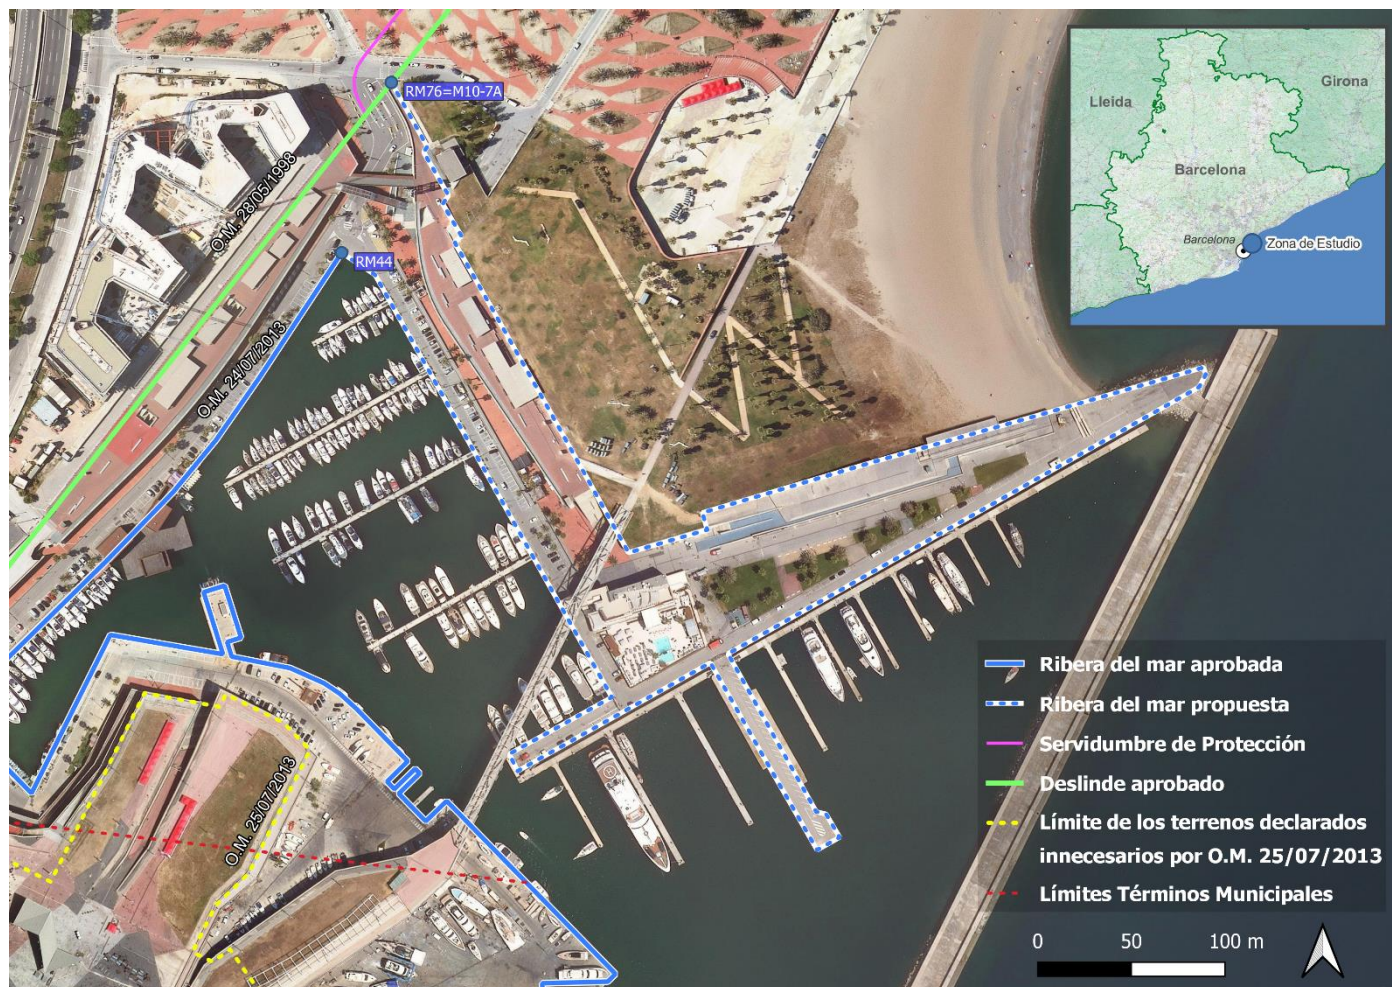 RM76=M10-7A
O.M. 28/05/1998
RM44
O.M. 24/07/2013
O.M. 25/07/2013
Girona
Lleida
Barcelona
Barcelona
Zona de Estudio
Ribera del mar aprobada
Ribera del mar propuesta
Servidumbre de Protección
Deslinde aprobado
Límite de los terrenos declarados
innecesarios por O.M. 25/07/2013
Límites Términos Municipales
0 50 100 m